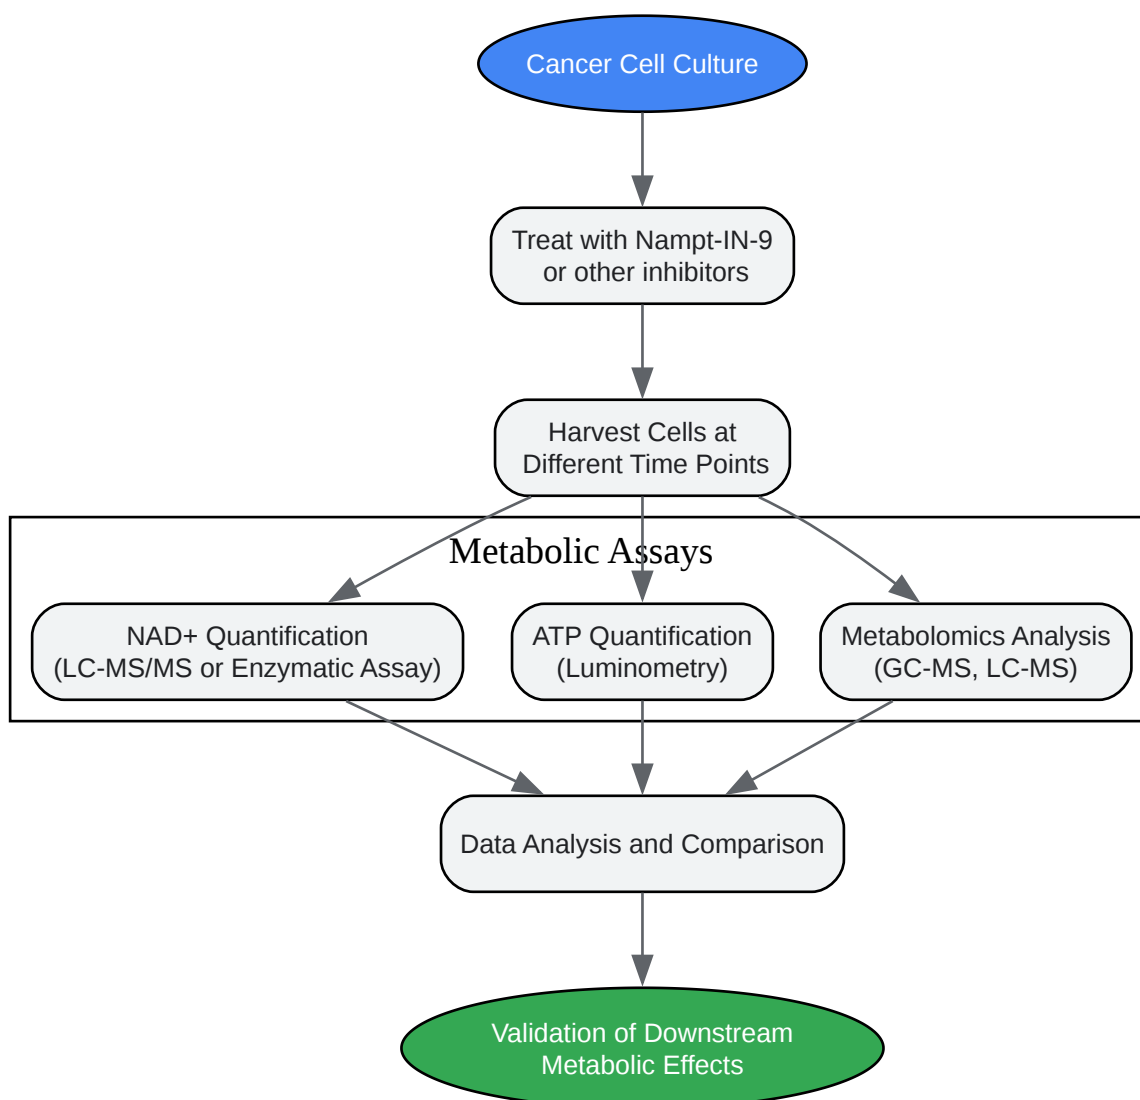 Cancer Cell Culture
Treat with Nampt-IN-9
or other inhibitors
Harvest Cells at
Different Time Points
Metabolic Assays
NAD+ Quantification
(LC-MS/MS or Enzymatic Assay)
ATP Quantification
(Luminometry)
Metabolomics Analysis
(GC-MS, LC-MS)
Data Analysis and Comparison
Validation of Downstream
Metabolic Effects